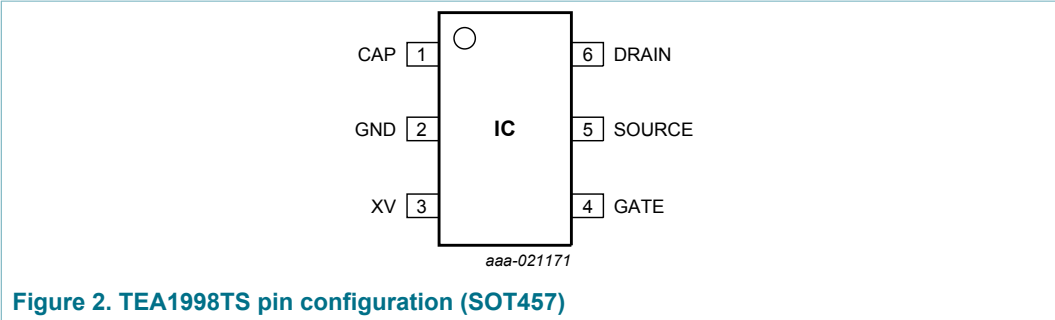 CAP 1 6 DRAIN
GND 2 IC 5 SOURCE
XV 3 4 GATE
aaa-021171
Figure 2. TEA1998TS pin configuration (SOT457)